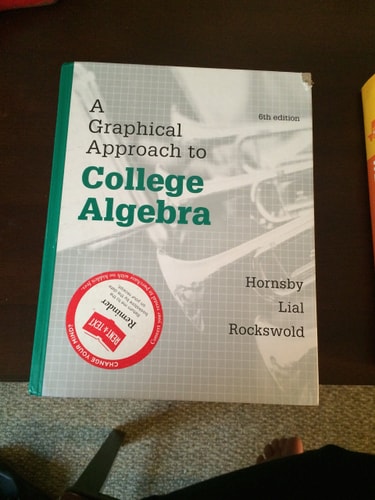 A
Graphical
Approach to
College
Algebra
6th edition
Hornsby
Lial
Rockswold
CHANGE YOUR MIND?
RENT A TEXT
Reminder